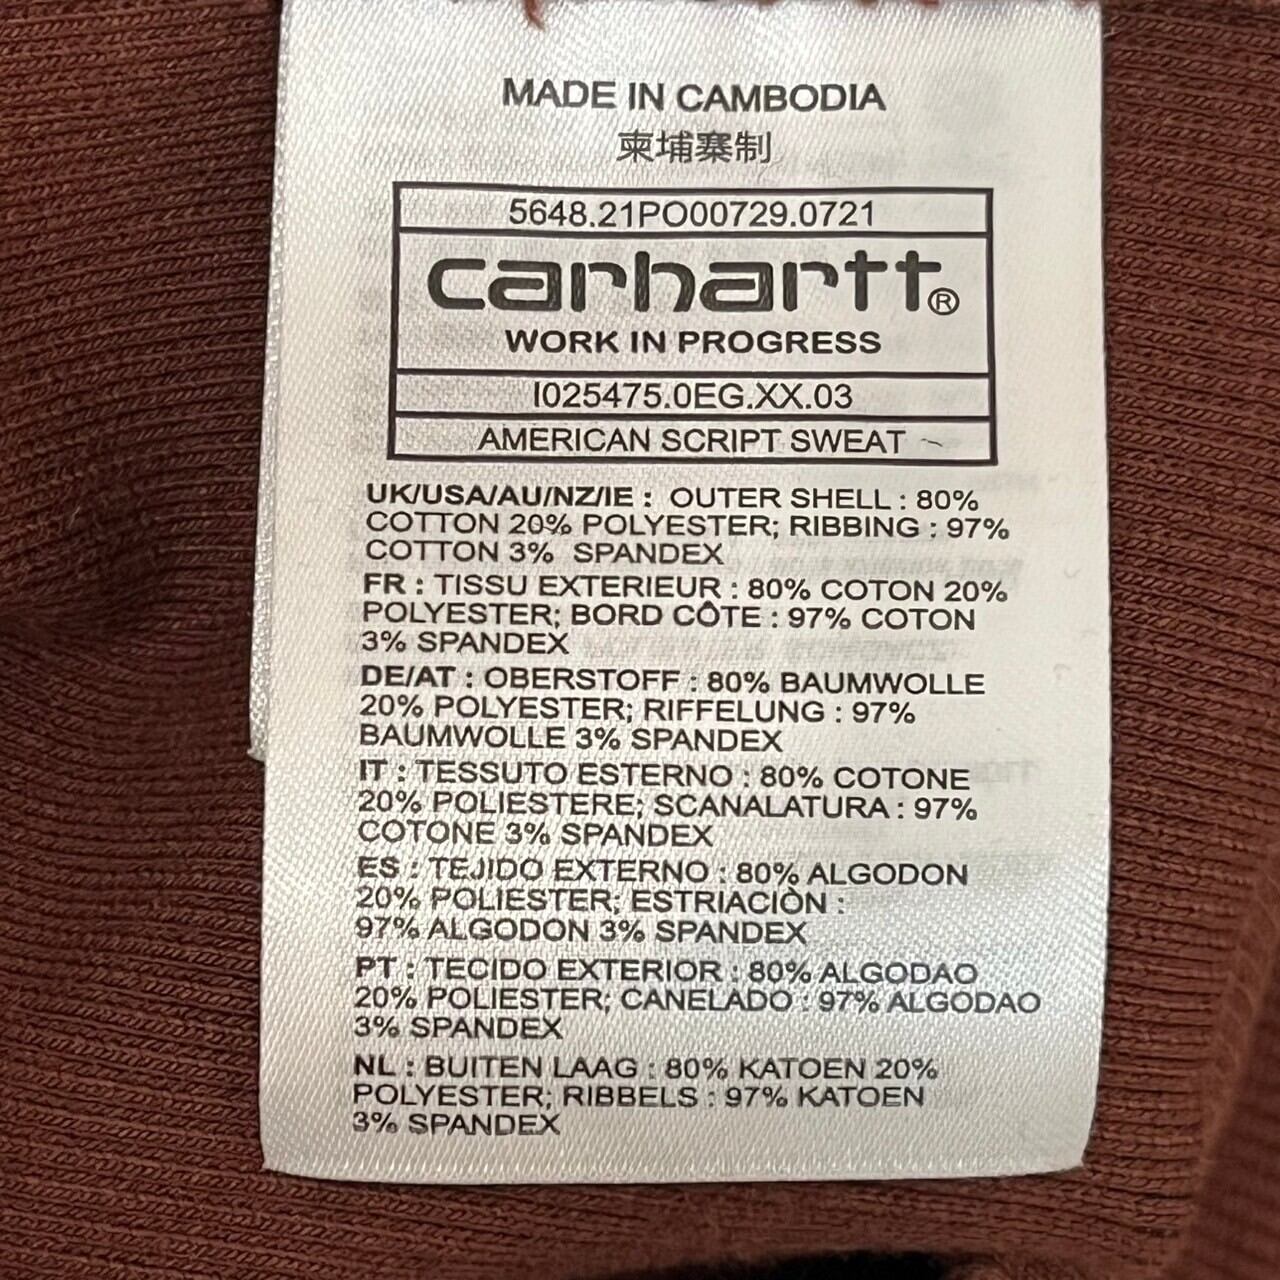 MADE IN CAMBODIA
柬埔寨制
5648.21PO00729.0721
carhartt®
WORK IN PROGRESS
I025475.0EG.XX.03
AMERICAN SCRIPT SWEAT
UK/USA/AU/NZ/IE : OUTER SHELL : 80%
COTTON 20% POLYESTER; RIBBING : 97%
COTTON 3% SPANDEX
FR : TISSU EXTERIEUR : 80% COTON 20%
POLYESTER; BORD CÔTE : 97% COTON
3% SPANDEX
DE/AT : OBERSTOFF : 80% BAUMWOLLE
20% POLYESTER; RIFFELUNG : 97%
BAUMWOLLE 3% SPANDEX
IT : TESSUTO ESTERNO : 80% COTONE
20% POLIESTERE; SCANALATURA : 97%
COTONE 3% SPANDEX
ES : TEJIDO EXTERNO : 80% ALGODON
20% POLIESTER; ESTRIACIÒN :
97% ALGODON 3% SPANDEX
PT : TECIDO EXTERIOR : 80% ALGODAO
20% POLIESTER; CANELADO : 97% ALGODAO
3% SPANDEX
NL : BUITEN LAAG : 80% KATOEN 20%
POLYESTER; RIBBELS : 97% KATOEN
3% SPANDEX